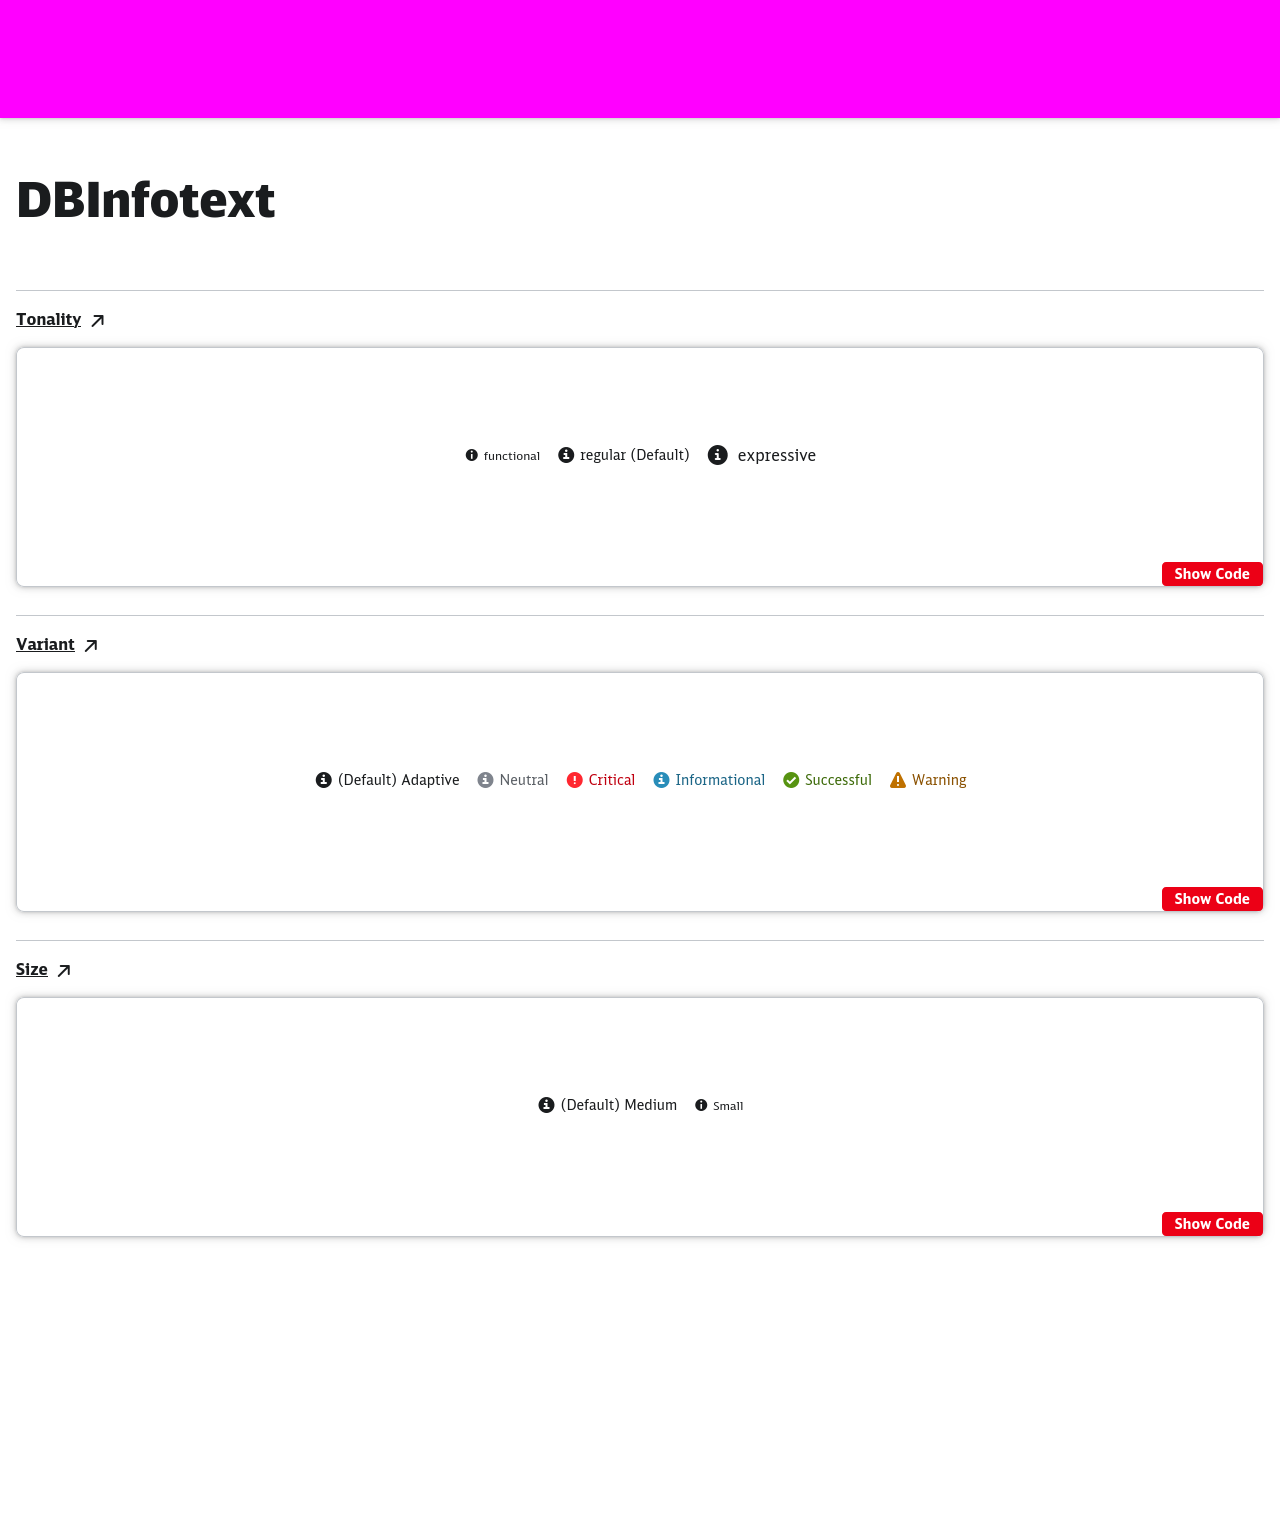 DBInfotext
Tonality
functional regular (Default) expressive
Show Code
Variant
(Default) Adaptive Neutral Critical Informational Successful Warning
Show Code
Size
(Default) Medium Small
Show Code